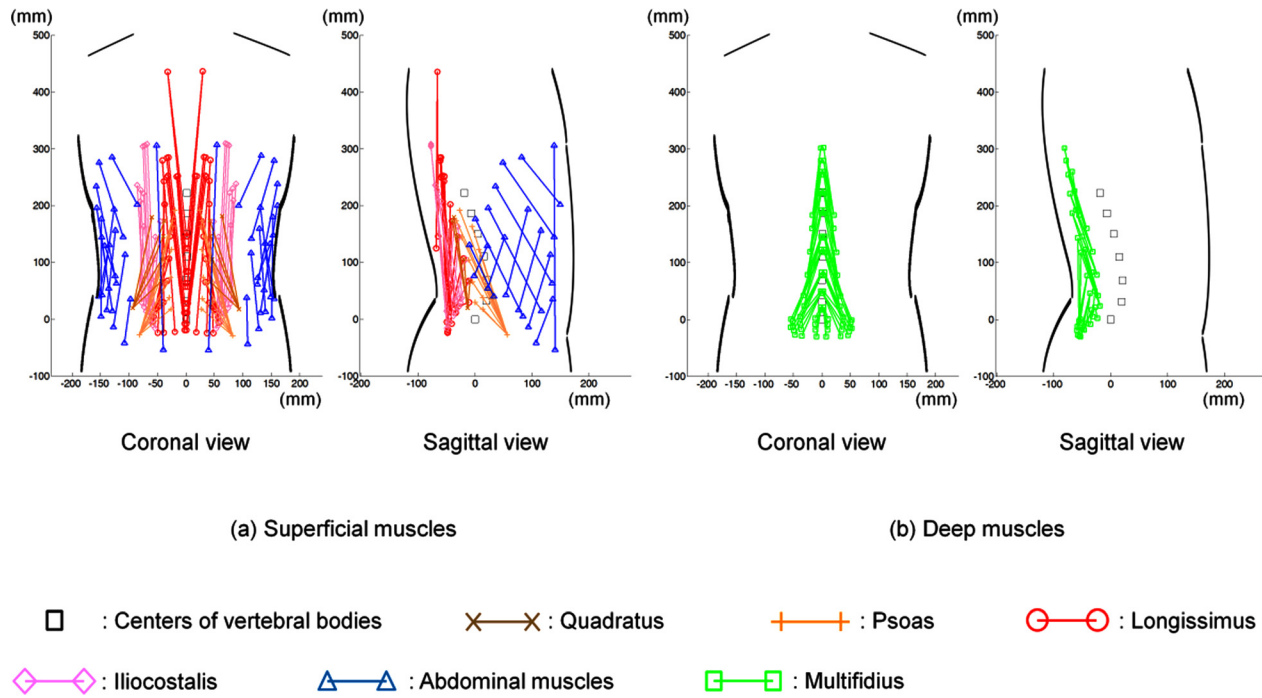 (mm) (mm) (mm) (mm)
500 500 500 500
400 400 400 400
300 300 300 300
200 200 200 200
100 100 100 100
0 0 0 0
-100 -100 -100 -100
-200 -150 -100 -50 0 50 100 150 200 -100 0 100 200 -200 -150 -100 -50 0 50 100 150 200 -100 0 100 200
(mm) (mm) (mm) (mm)
Coronal view Sagittal view Coronal view Sagittal view
(a) Superficial muscles (b) Deep muscles
: Centers of vertebral bodies : Quadratus : Psoas : Longissimus
: Iliocostalis : Abdominal muscles : Multifidius